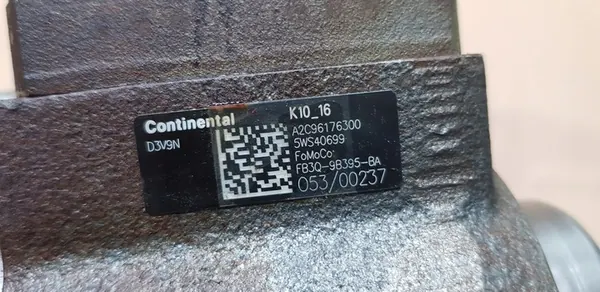 Continental K10_16
D3V9N A2C96176300
5WS40699
FoMoCo:
FB3Q-9B395-BA
053/00237